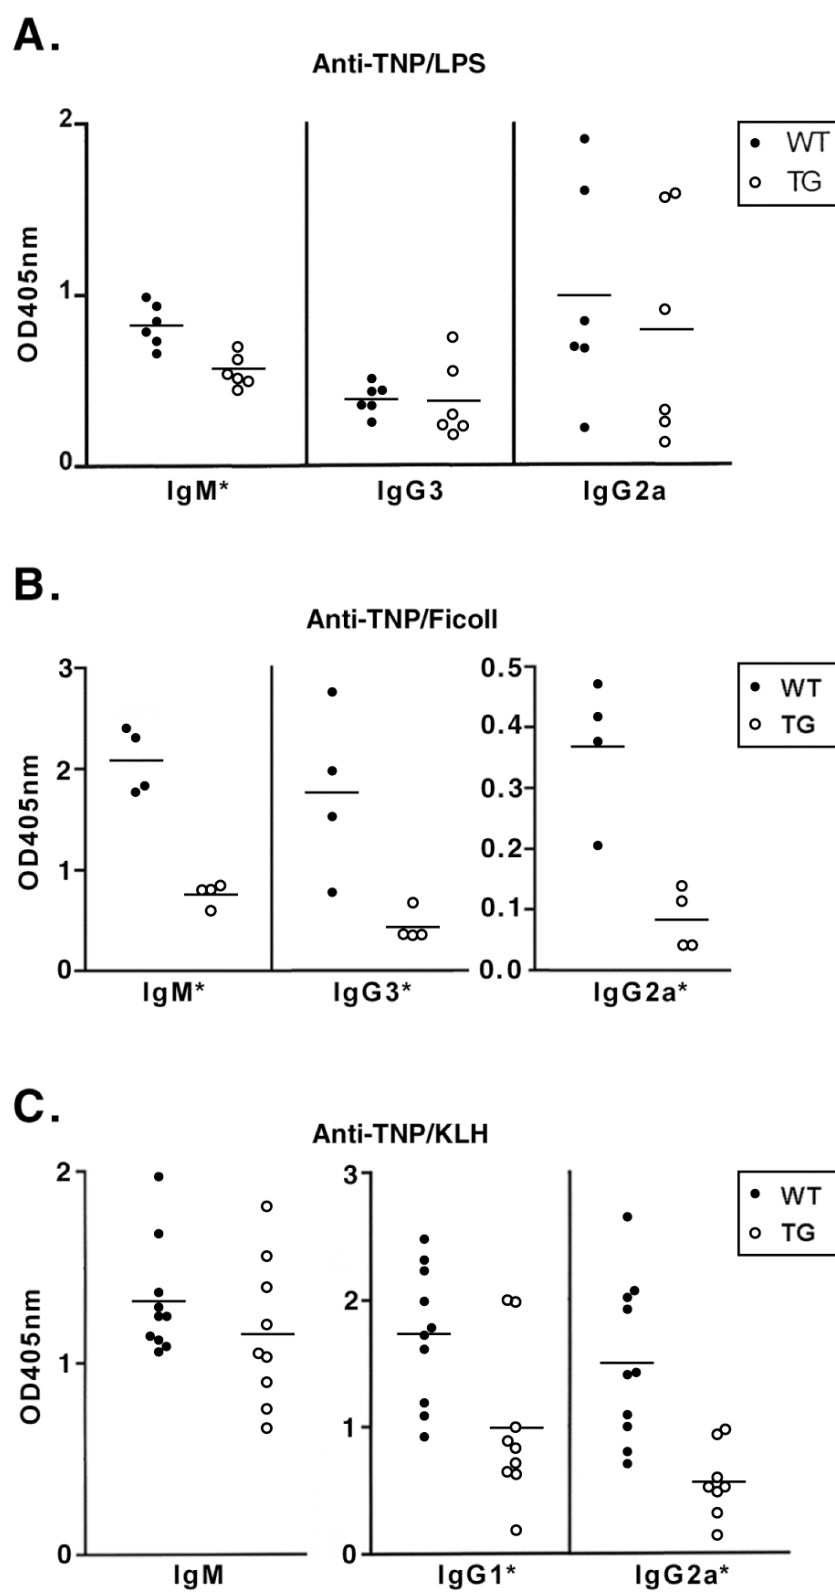 A.
Anti-TNP/LPS
2
1
0
OD405nm
WT
TG
IgM*
IgG3
IgG2a
B.
Anti-TNP/Ficoll
3
2
1
0
OD405nm
0.5
0.4
0.3
0.2
0.1
0.0
WT
TG
IgM*
IgG3*
IgG2a*
C.
Anti-TNP/KLH
2
1
0
OD405nm
3
2
1
0
WT
TG
IgM
IgG1*
IgG2a*